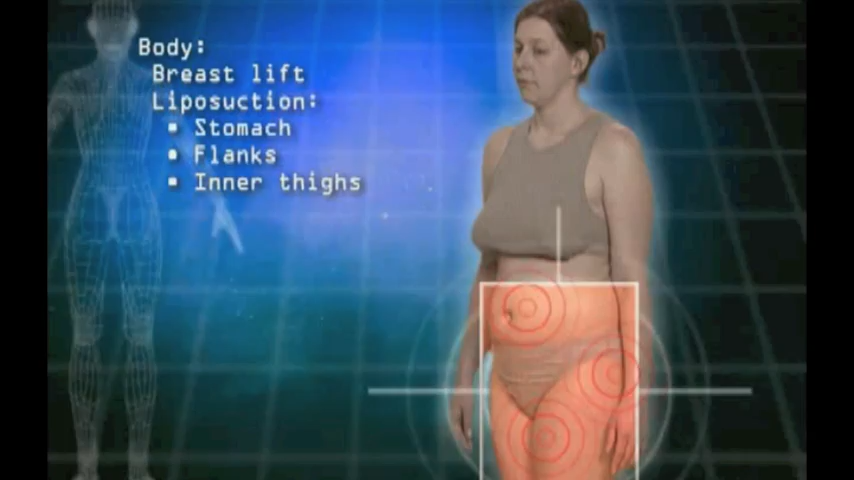 Body:
Breast lift
Liposuction:
▪ Stomach
▪ Flanks
▪ Inner thighs